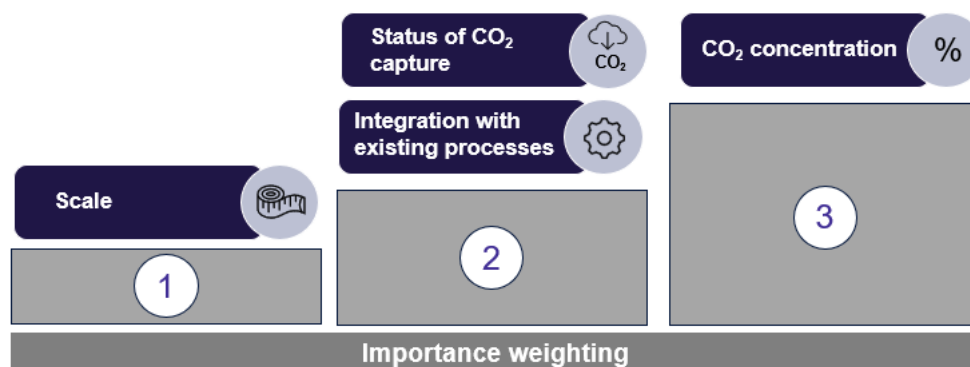 Status of CO₂
capture
CO₂
CO₂ concentration
%
Integration with
existing processes
Scale
1
2
3
Importance weighting